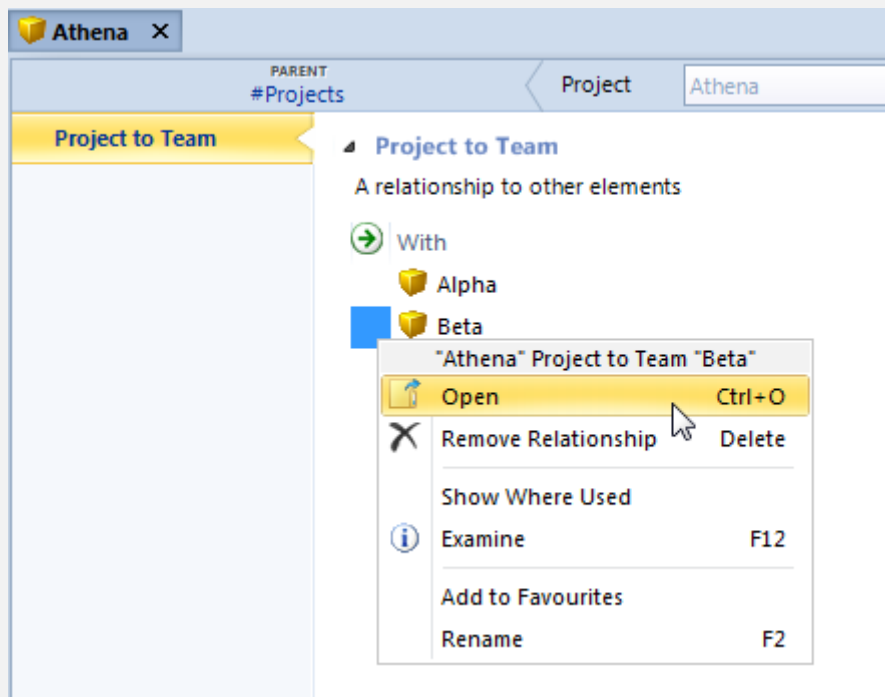 Athena
PARENT
#Projects
Project
Athena
Project to Team
Project to Team
A relationship to other elements
With
Alpha
Beta
"Athena" Project to Team "Beta"
Open Ctrl+O
Remove Relationship Delete
Show Where Used
Examine F12
Add to Favourites
Rename F2